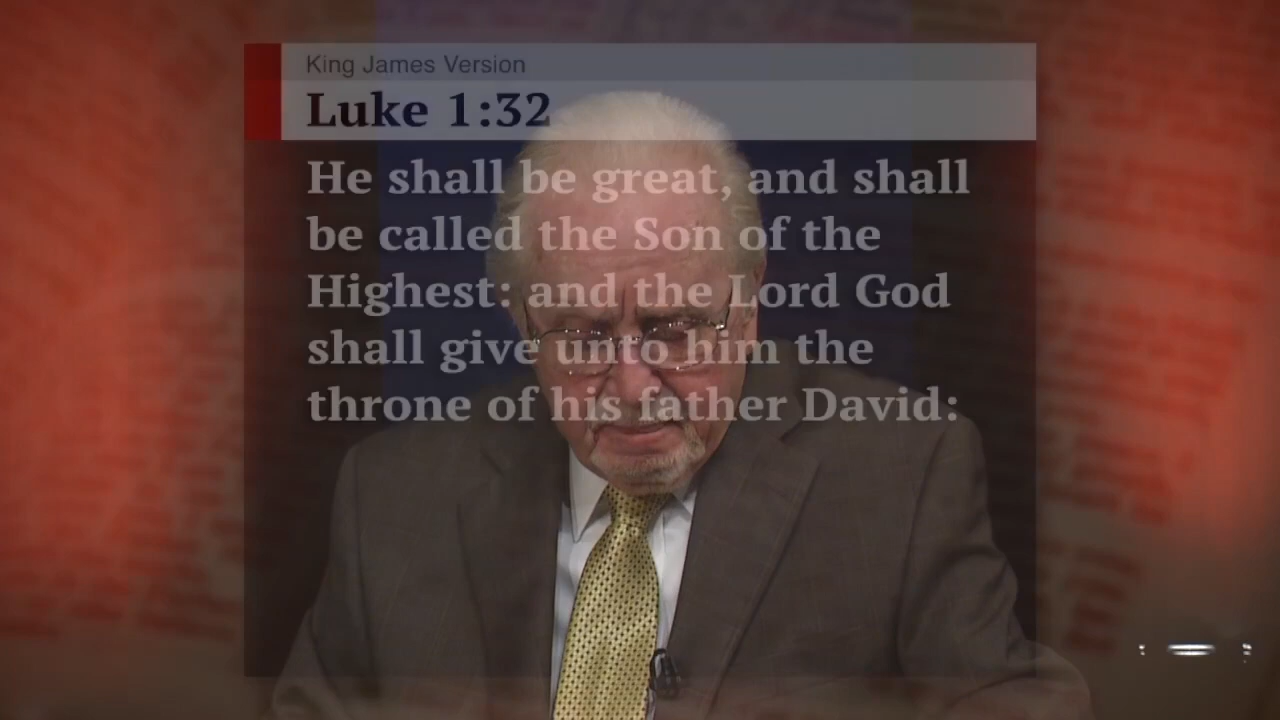 King James Version
Luke 1:32
He shall be great, and shall
be called the Son of the
Highest: and the Lord God
shall give unto him the
throne of his father David: